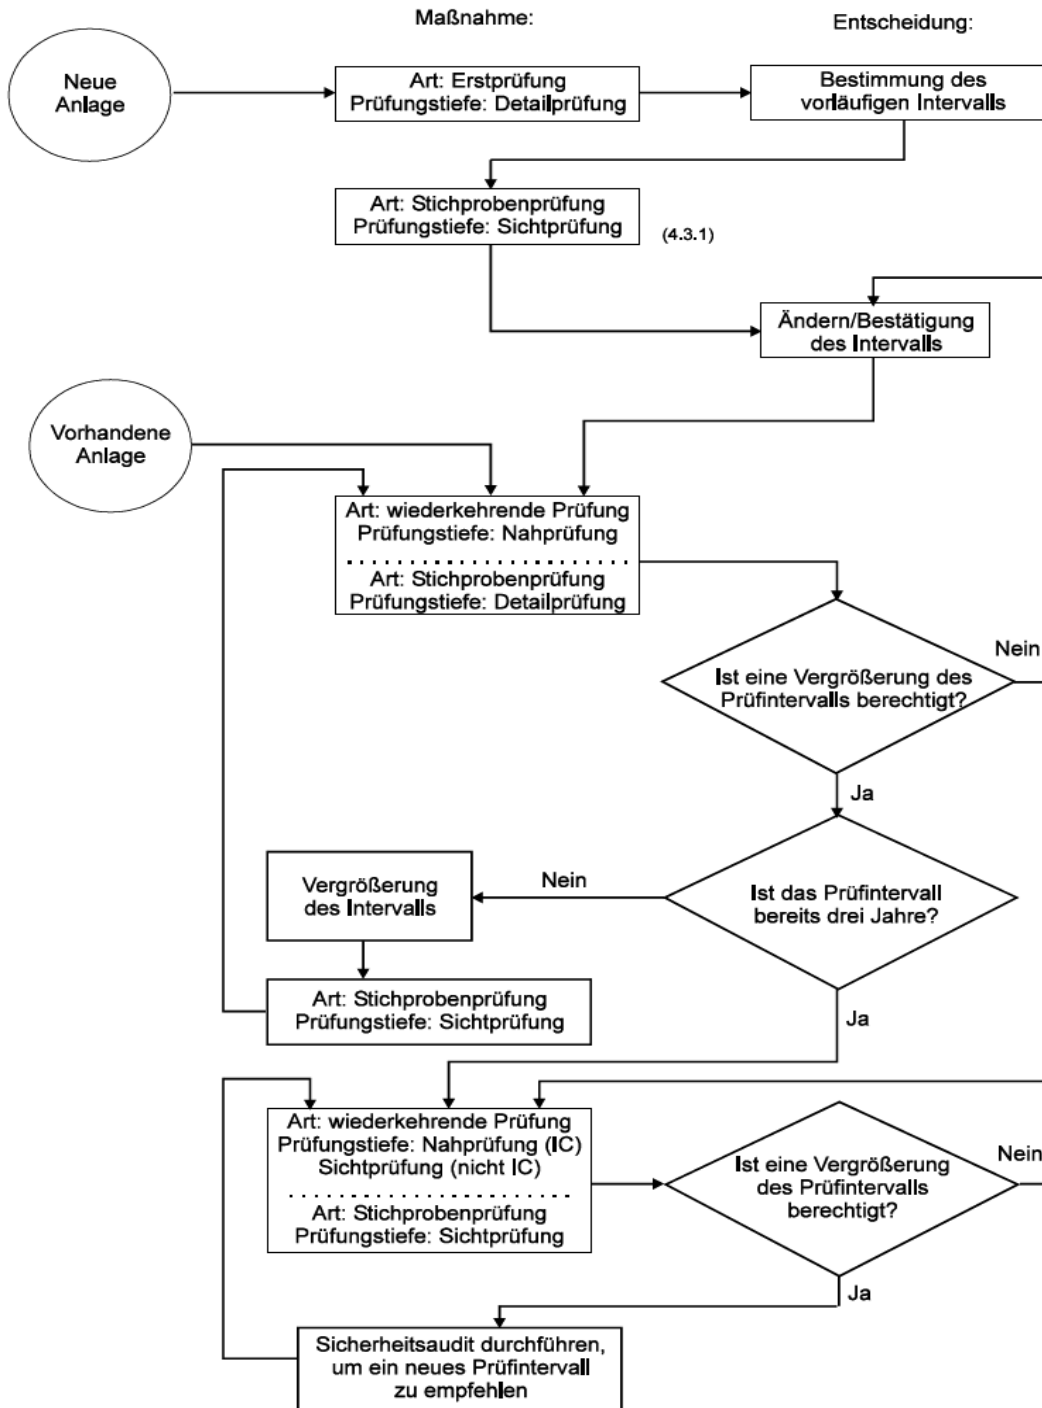 Maßnahme:
Entscheidung:
Neue
Anlage
Art: Erstprüfung
Prüfungstiefe: Detailprüfung
Bestimmung des
vorläufigen Intervalls
Art: Stichprobenprüfung
Prüfungstiefe: Sichtprüfung
(4.3.1)
Ändern/Bestätigung
des Intervalls
Vorhandene
Anlage
Art: wiederkehrende Prüfung
Prüfungstiefe: Nahprüfung
Art: Stichprobenprüfung
Prüfungstiefe: Detailprüfung
Ist eine Vergrößerung des
Prüfintervalls berechtigt?
Nein
Ja
Ist das Prüfintervall
bereits drei Jahre?
Nein
Vergrößerung
des Intervalls
Art: Stichprobenprüfung
Prüfungstiefe: Sichtprüfung
Ja
Art: wiederkehrende Prüfung
Prüfungstiefe: Nahprüfung (IC)
Sichtprüfung (nicht IC)
Art: Stichprobenprüfung
Prüfungstiefe: Sichtprüfung
Ist eine Vergrößerung
des Prüfintervalls
berechtigt?
Nein
Ja
Sicherheitsaudit durchführen,
um ein neues Prüfintervall
zu empfehlen